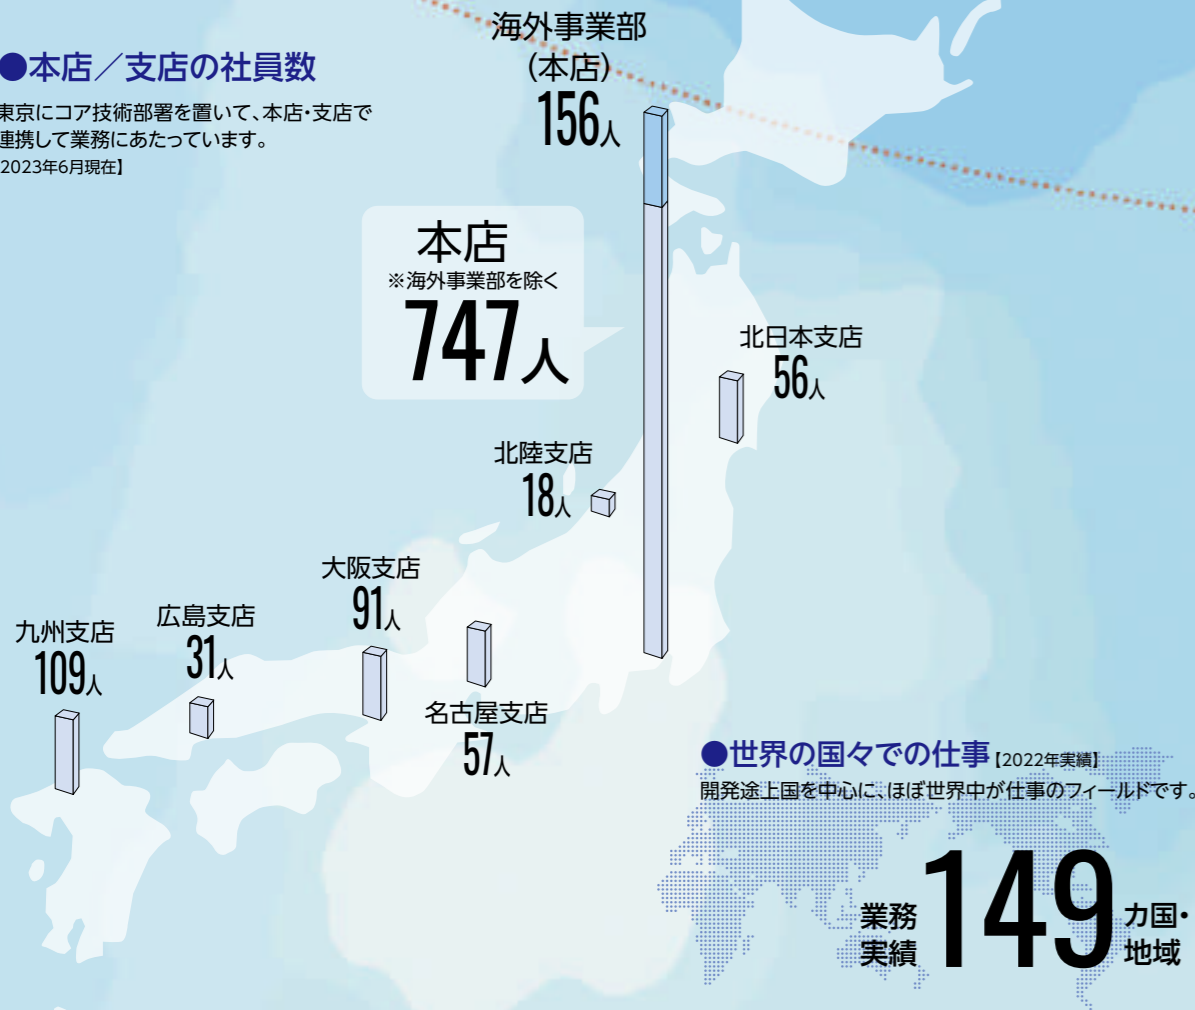 ●本店／支店の社員数
東京にコア技術部署を置いて、本店・支店で
連携して業務にあたっています。
2023年6月現在】
海外事業部
（本店）
156人
本店
※海外事業部を除く
747人
北日本支店
56人
北陸支店
18人
大阪支店
91人
名古屋支店
57人
広島支店
31人
九州支店
109人
●世界の国々での仕事【2022年実績】
開発途上国を中心に、ほぼ世界中が仕事のフィールドです。
業務
実績
149
カ国・
地域